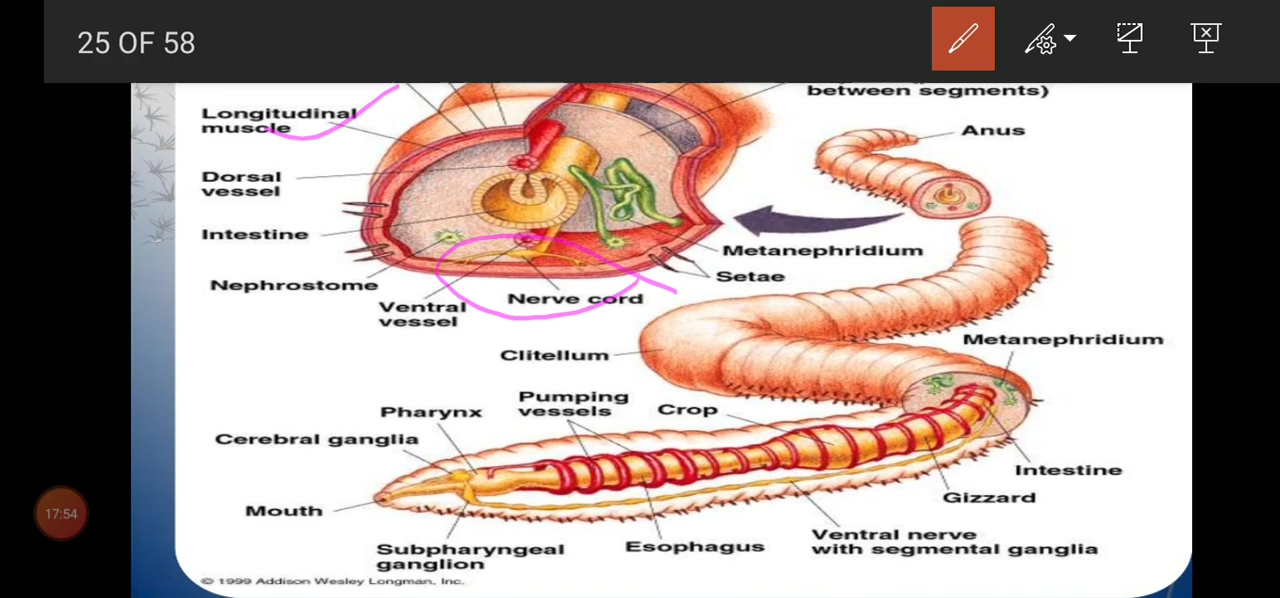 25 OF 58
between segments)
Longitudinal
muscle
Anus
Dorsal
vessel
Intestine
Metanephridium
Setae
Nephrostome
Nerve cord
Ventral
vessel
Metanephridium
Clitellum
Pumping
vessels
Pharynx
Crop
Cerebral ganglia
Intestine
Gizzard
17:54
Mouth
Ventral nerve
with segmental ganglia
Subpharyngeal
ganglion
Esophagus
© 1999 Addison Wesley Longman, Inc.